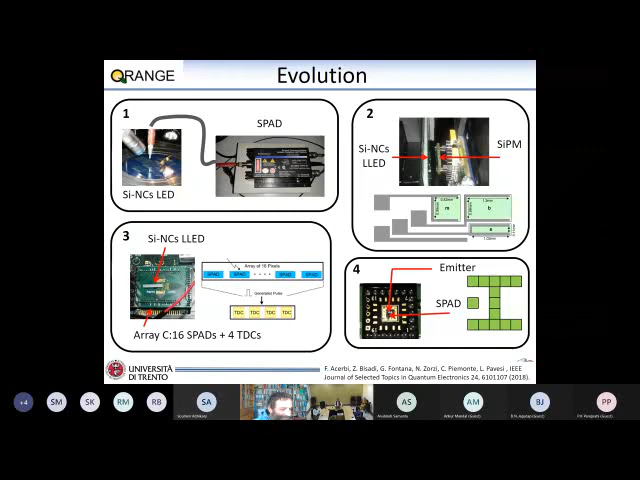 QRANGE
Evolution
1
SPAD
Si-NCs LED
2
Si-NCs
LLED
SiPM
m
b
3
Si-NCs LLED
Array of 16 Pixels
SPAD SPAD SPAD SPAD
Generated Pulse
TDC TDC TDC TDC
Array C:16 SPADs + 4 TDCs
4
Emitter
SPAD
UNIVERSITÀ
DI TRENTO
F. Acerbi, Z. Bisadi, G. Fontana, N. Zorzi, C. Piemonte, L. Pavesi , IEEE
Journal of Selected Topics in Quantum Electronics 24, 6101107 (2018).
+4
SM
SK
RM
RB
SA
AS
AM
BJ
PP